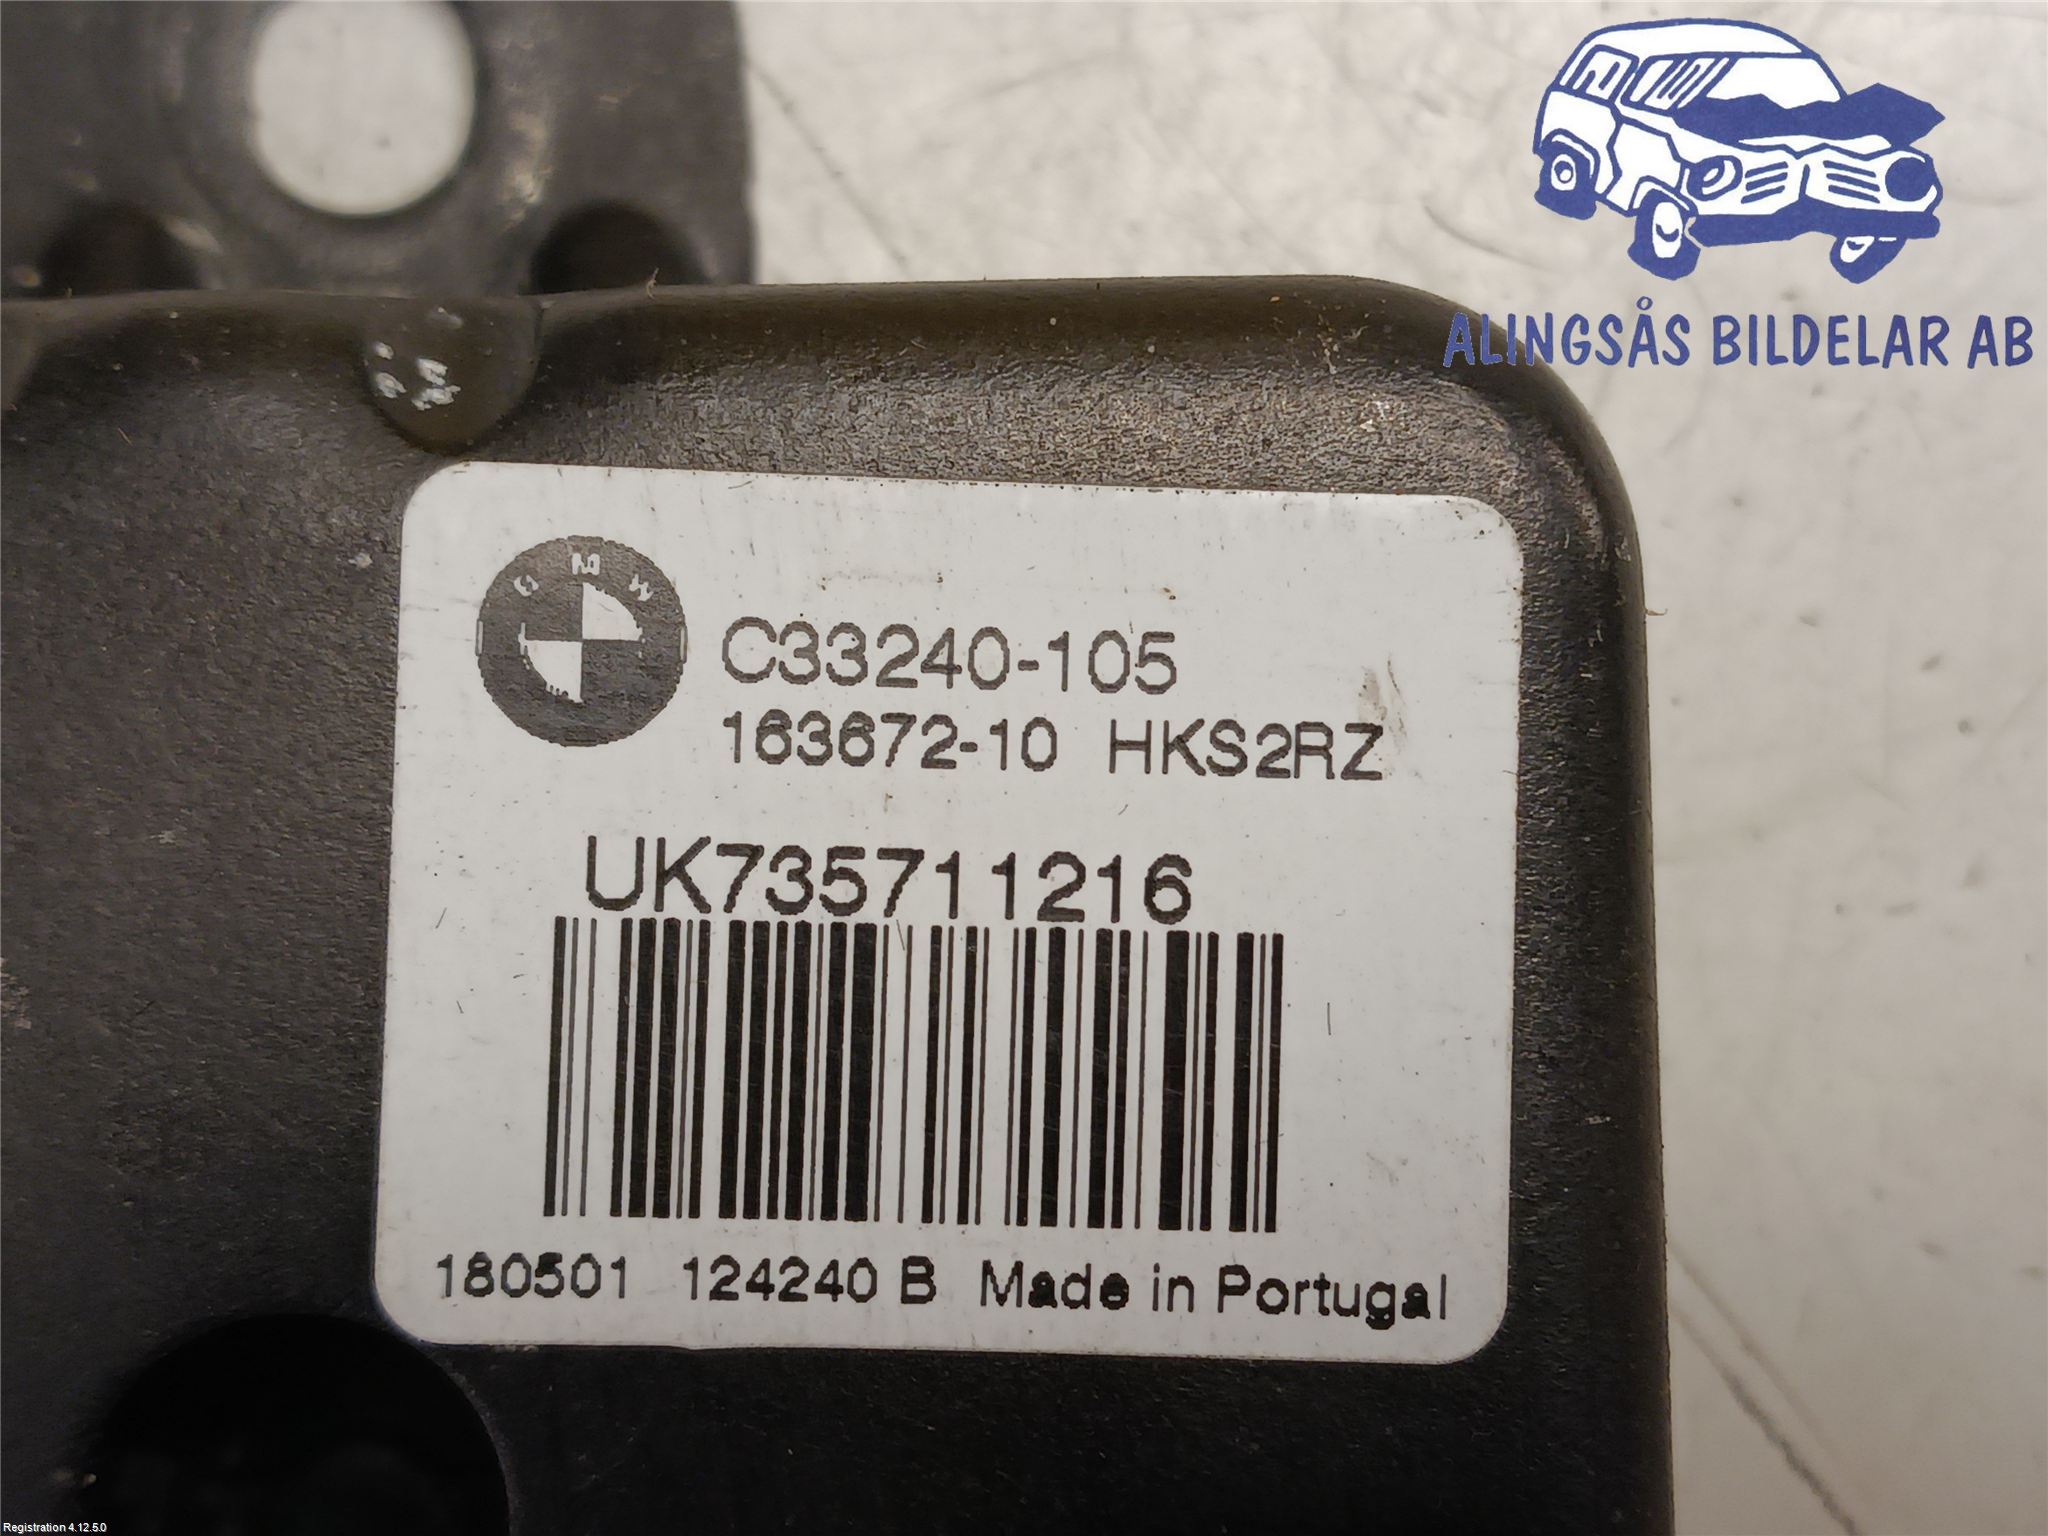 ALINGSÅS BILDELAR AB
BMW
C33240-105
163672-10 HKS2RZ
UK735711216
180501 124240 B Made in Portugal
Registration 4.12.5.0